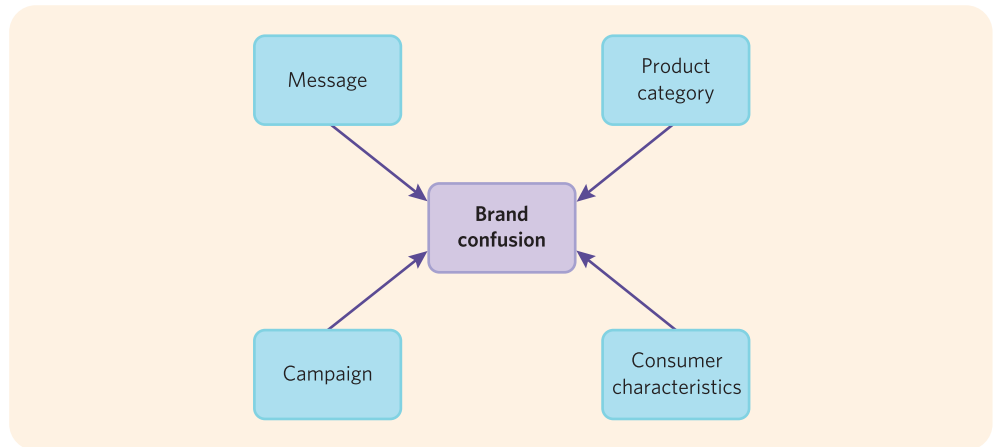 Message
Product
category
Brand
confusion
Campaign
Consumer
characteristics